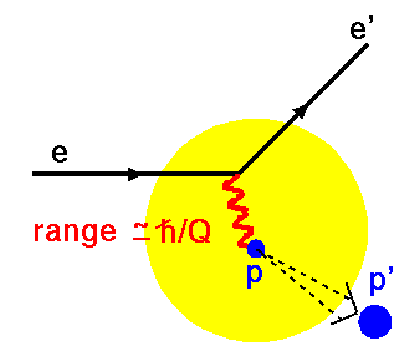 e’
e
range ≃ ħ/Q
p
p’